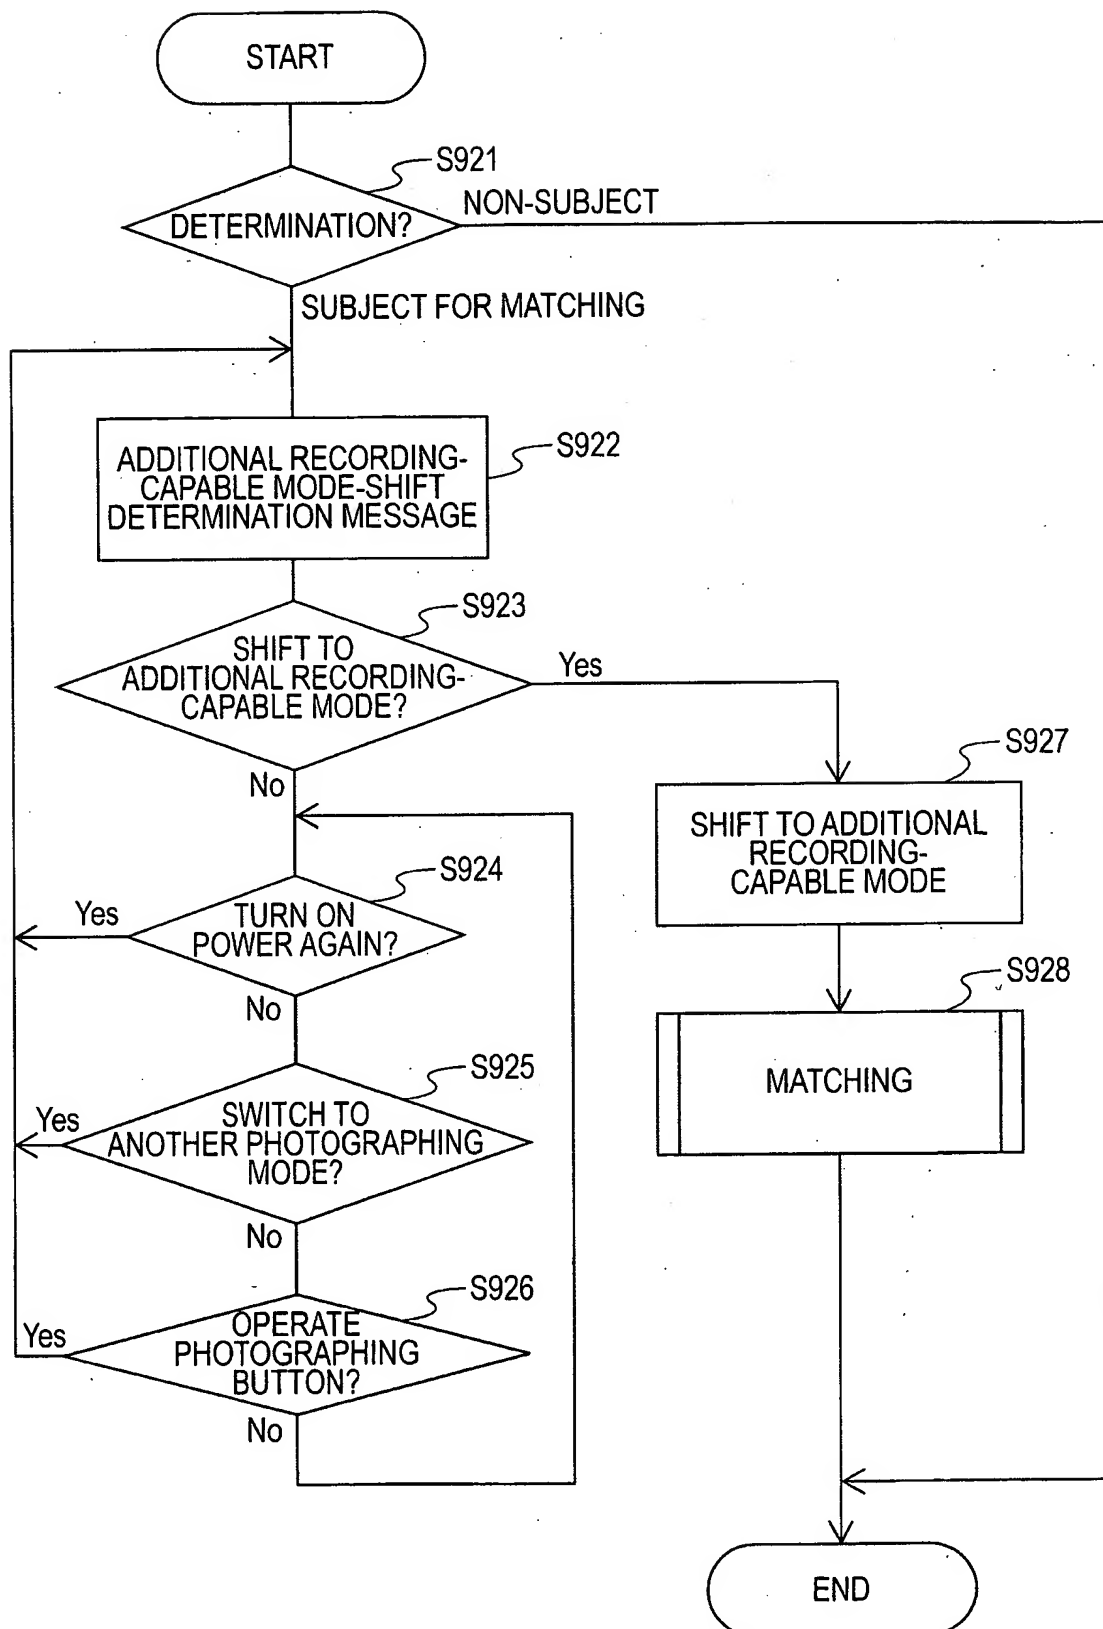 START
S921
DETERMINATION?
NON-SUBJECT
SUBJECT FOR MATCHING
S922
ADDITIONAL RECORDING-
CAPABLE MODE-SHIFT
DETERMINATION MESSAGE
S923
SHIFT TO
ADDITIONAL RECORDING-
CAPABLE MODE?
Yes
No
S927
SHIFT TO ADDITIONAL
RECORDING-
CAPABLE MODE
S924
TURN ON
POWER AGAIN?
Yes
No
S928
MATCHING
S925
SWITCH TO
ANOTHER PHOTOGRAPHING
MODE?
Yes
No
S926
OPERATE
PHOTOGRAPHING
BUTTON?
Yes
No
END